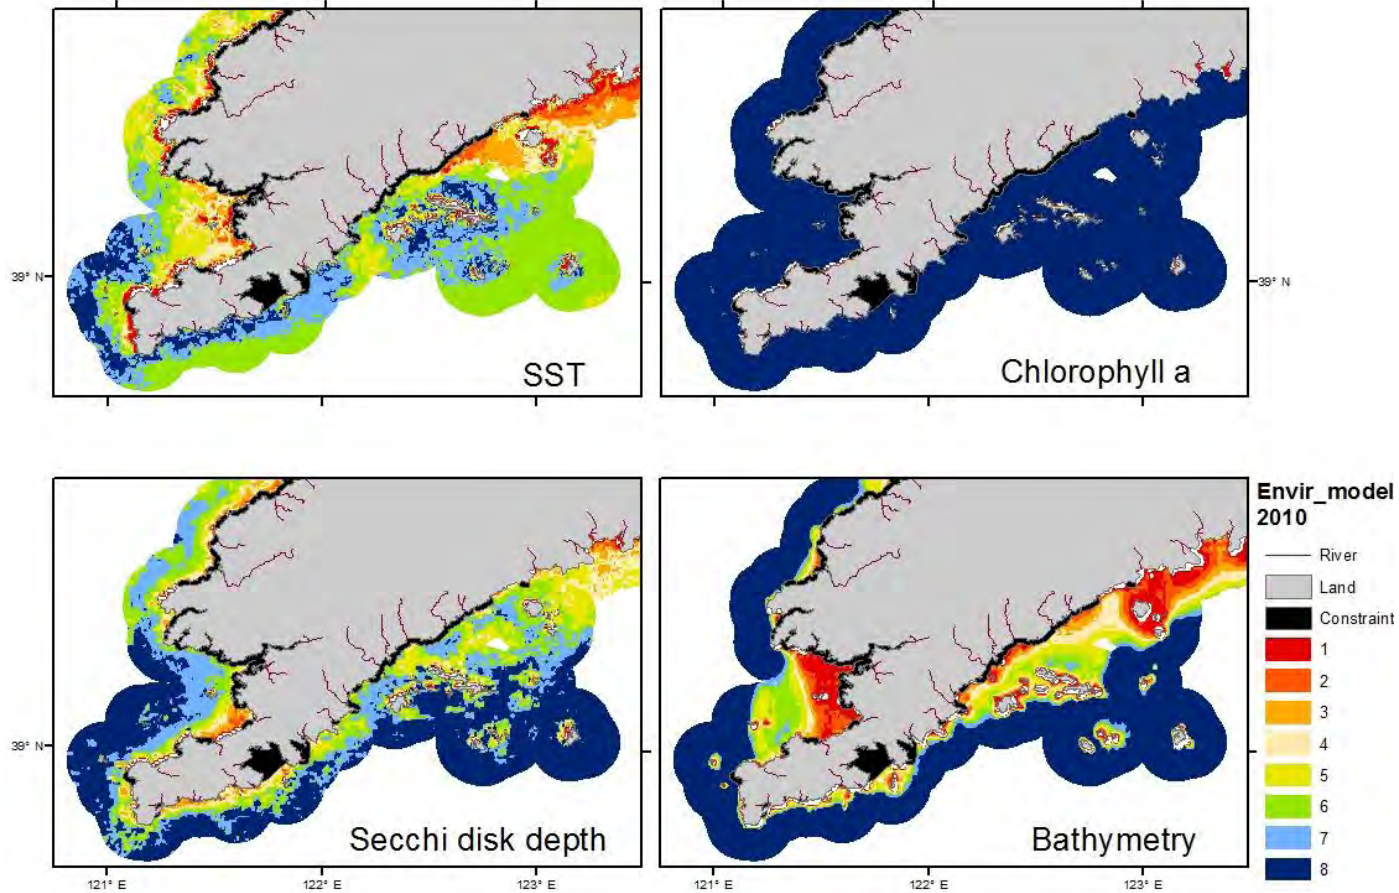 SST
Chlorophyll a
39° N
39° N
Secchi disk depth
Bathymetry
39° N
121° E
122° E
123° E
121° E
122° E
123° E
Envir_model
2010
River
Land
Constraint
1
2
3
4
5
6
7
8